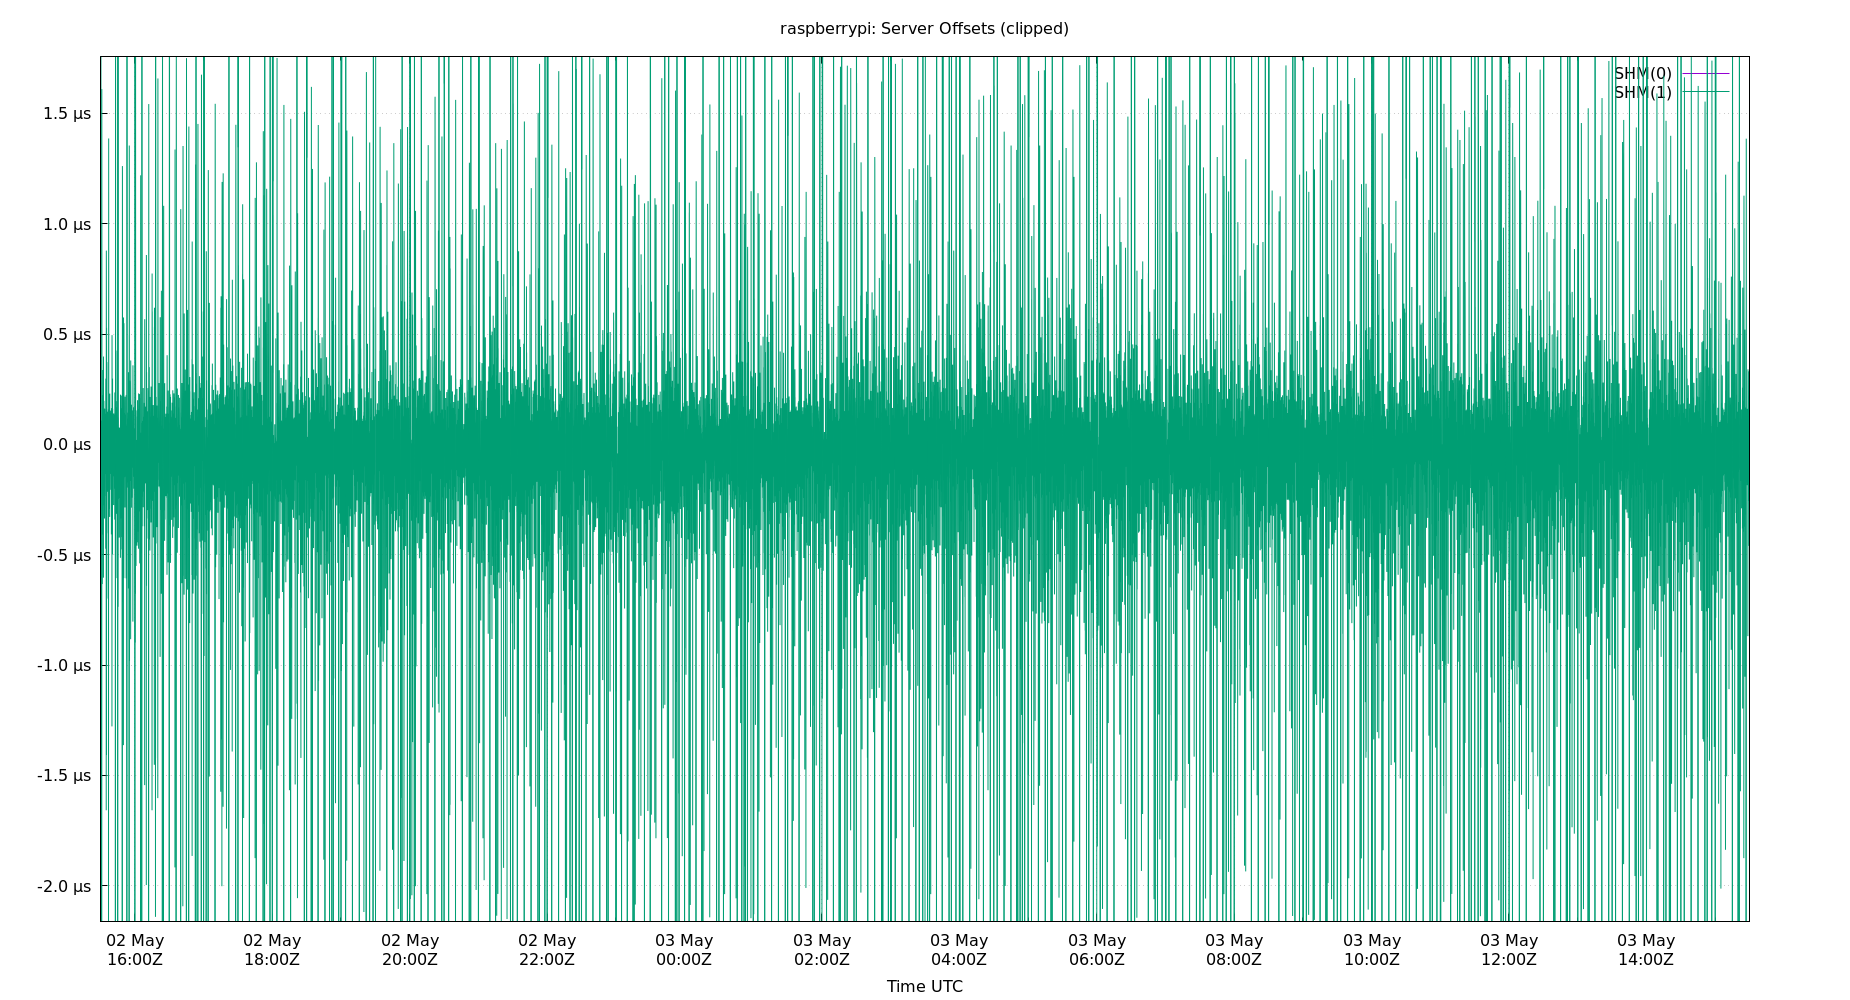 raspberrypi: Server Offsets (clipped)
SHM(0)
SHM(1)
1.5 µs
1.0 µs
0.5 µs
0.0 µs
-0.5 µs
-1.0 µs
-1.5 µs
-2.0 µs
02 May 02 May 02 May 02 May 03 May 03 May 03 May 03 May 03 May 03 May 03 May 03 May
16:00Z 18:00Z 20:00Z 22:00Z 00:00Z 02:00Z 04:00Z 06:00Z 08:00Z 10:00Z 12:00Z 14:00Z
Time UTC